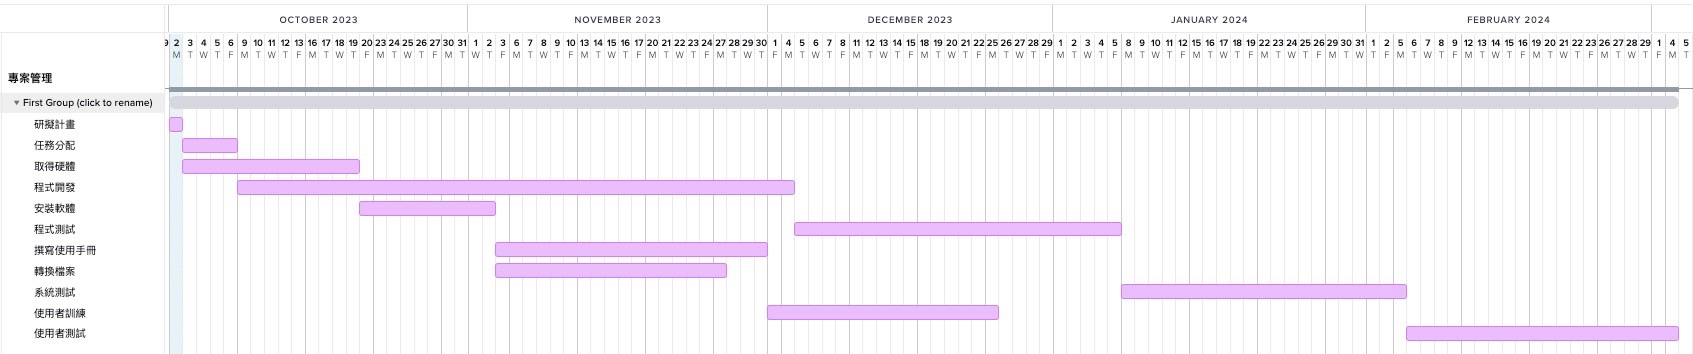 OCTOBER 2023 NOVEMBER 2023 DECEMBER 2023 JANUARY 2024 FEBRUARY 2024
9 2 3 4 5 6 9 10 11 12 13 16 17 18 19 20 23 24 25 26 27 30 31 1 2 3 6 7 8 9 10 13 14 15 16 17 20 21 22 23 24 27 28 29 30 1 4 5 6 7 8 11 12 13 14 15 18 19 20 21 22 25 26 27 28 29 1 2 3 4 5 8 9 10 11 12 15 16 17 18 19 22 23 24 25 26 29 30 31 1 2 5 6 7 8 9 12 13 14 15 16 19 20 21 22 23 26 27 28 29 1 4 5
M T W T F M T W T F M T W T F M T W T F M T W T F M T W T F M T W T F M T W T F M T W T F M T W T F M T W T F M T W T F M T W T F M T W T F M T W T F M T W T F M T W T F M T W T F M T W T F M T W T F M T W T F M T W T F M T W T F M T
專案管理
▼ First Group (click to rename)
研擬計畫
任務分配
取得硬體
程式開發
安裝軟體
程式測試
撰寫使用手冊
轉換檔案
系統測試
使用者訓練
使用者測試